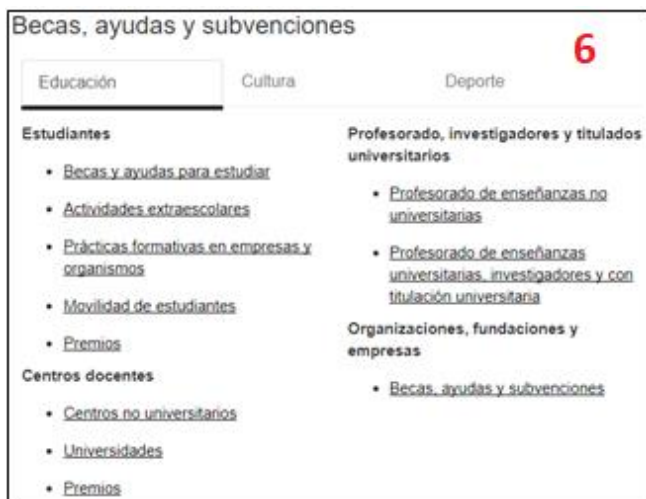 Becas, ayudas y subvenciones
6
Educación
Cultura
Deporte
Estudiantes
Becas y ayudas para estudiar
Actividades extraescolares
Prácticas formativas en empresas y
organismos
Movilidad de estudiantes
Premios
Centros docentes
Centros no universitarios
Universidades
Premios
Profesorado, investigadores y titulados
universitarios
Profesorado de enseñanzas no
universitarias
Profesorado de enseñanzas
universitarias, investigadores y con
titulación universitaria
Organizaciones, fundaciones y
empresas
Becas, ayudas y subvenciones